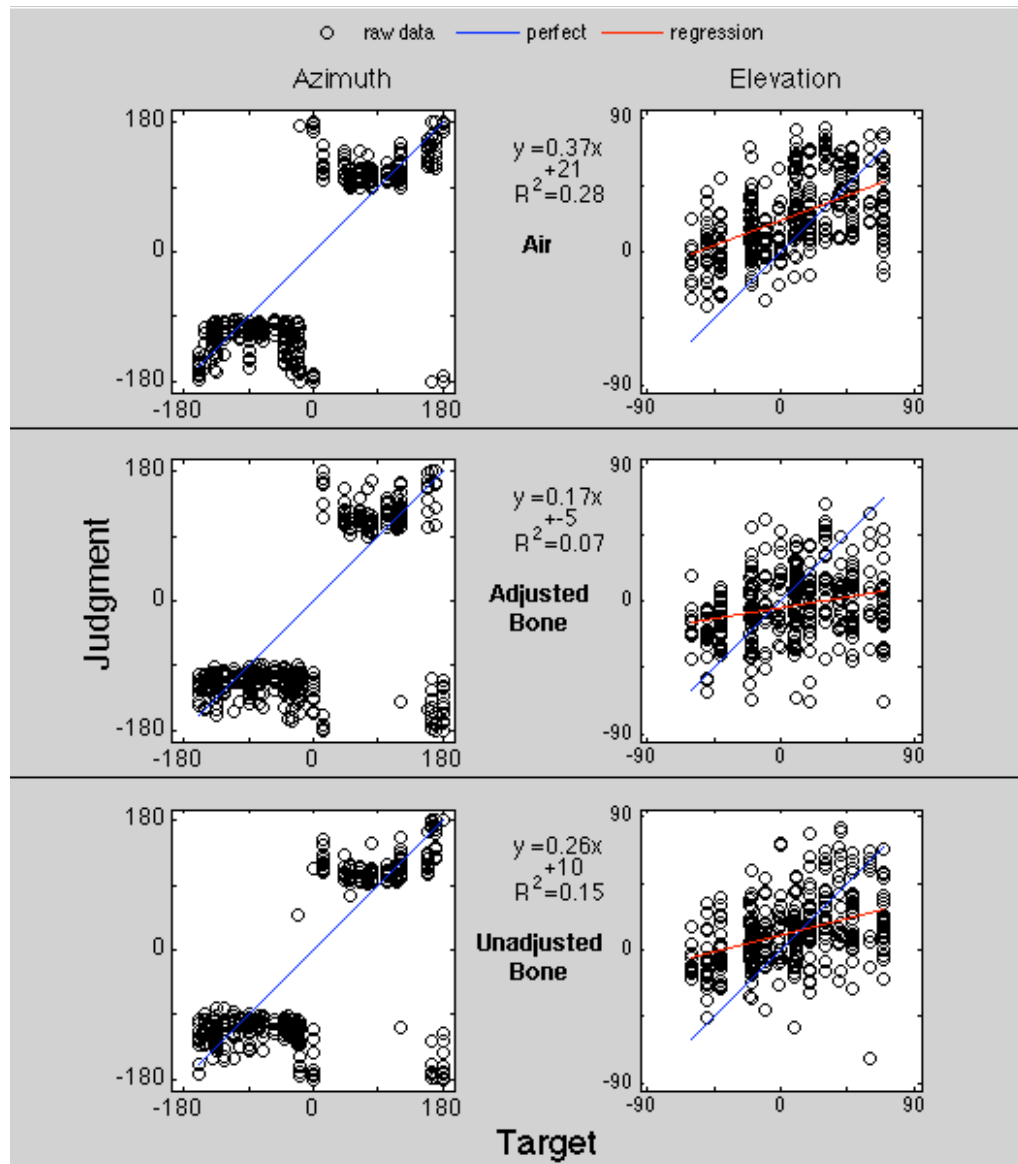 raw data perfect regression
Azimuth Elevation
180
0
-180
-180 0 180
y=0.37x
+21
R²=0.28
Air
90
0
-90
-90 0 90
Judgment
180
0
-180
-180 0 180
y=0.17x
+-5
R²=0.07
Adjusted
Bone
90
0
-90
-90 0 90
180
0
-180
-180 0 180
y=0.26x
+10
R²=0.15
Unadjusted
Bone
90
0
-90
-90 0 90
Target